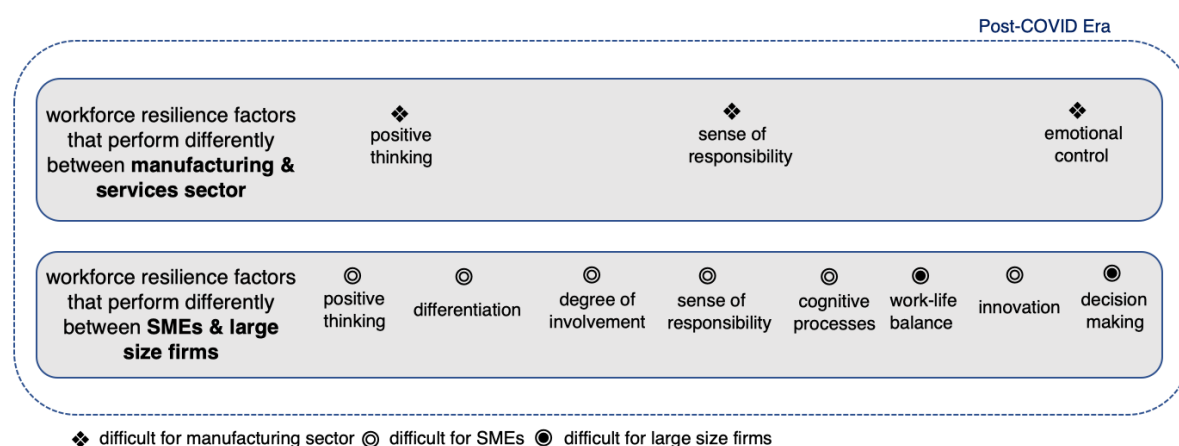 Post-COVID Era
workforce resilience factors
that perform differently
between manufacturing &
services sector
positive
thinking
sense of
responsibility
emotional
control
workforce resilience factors
that perform differently
between SMEs & large
size firms
positive
thinking
differentiation
degree of
involvement
sense of
responsibility
cognitive
processes
work-life
balance
innovation
decision
making
❖ difficult for manufacturing sector ◎ difficult for SMEs ◉ difficult for large size firms